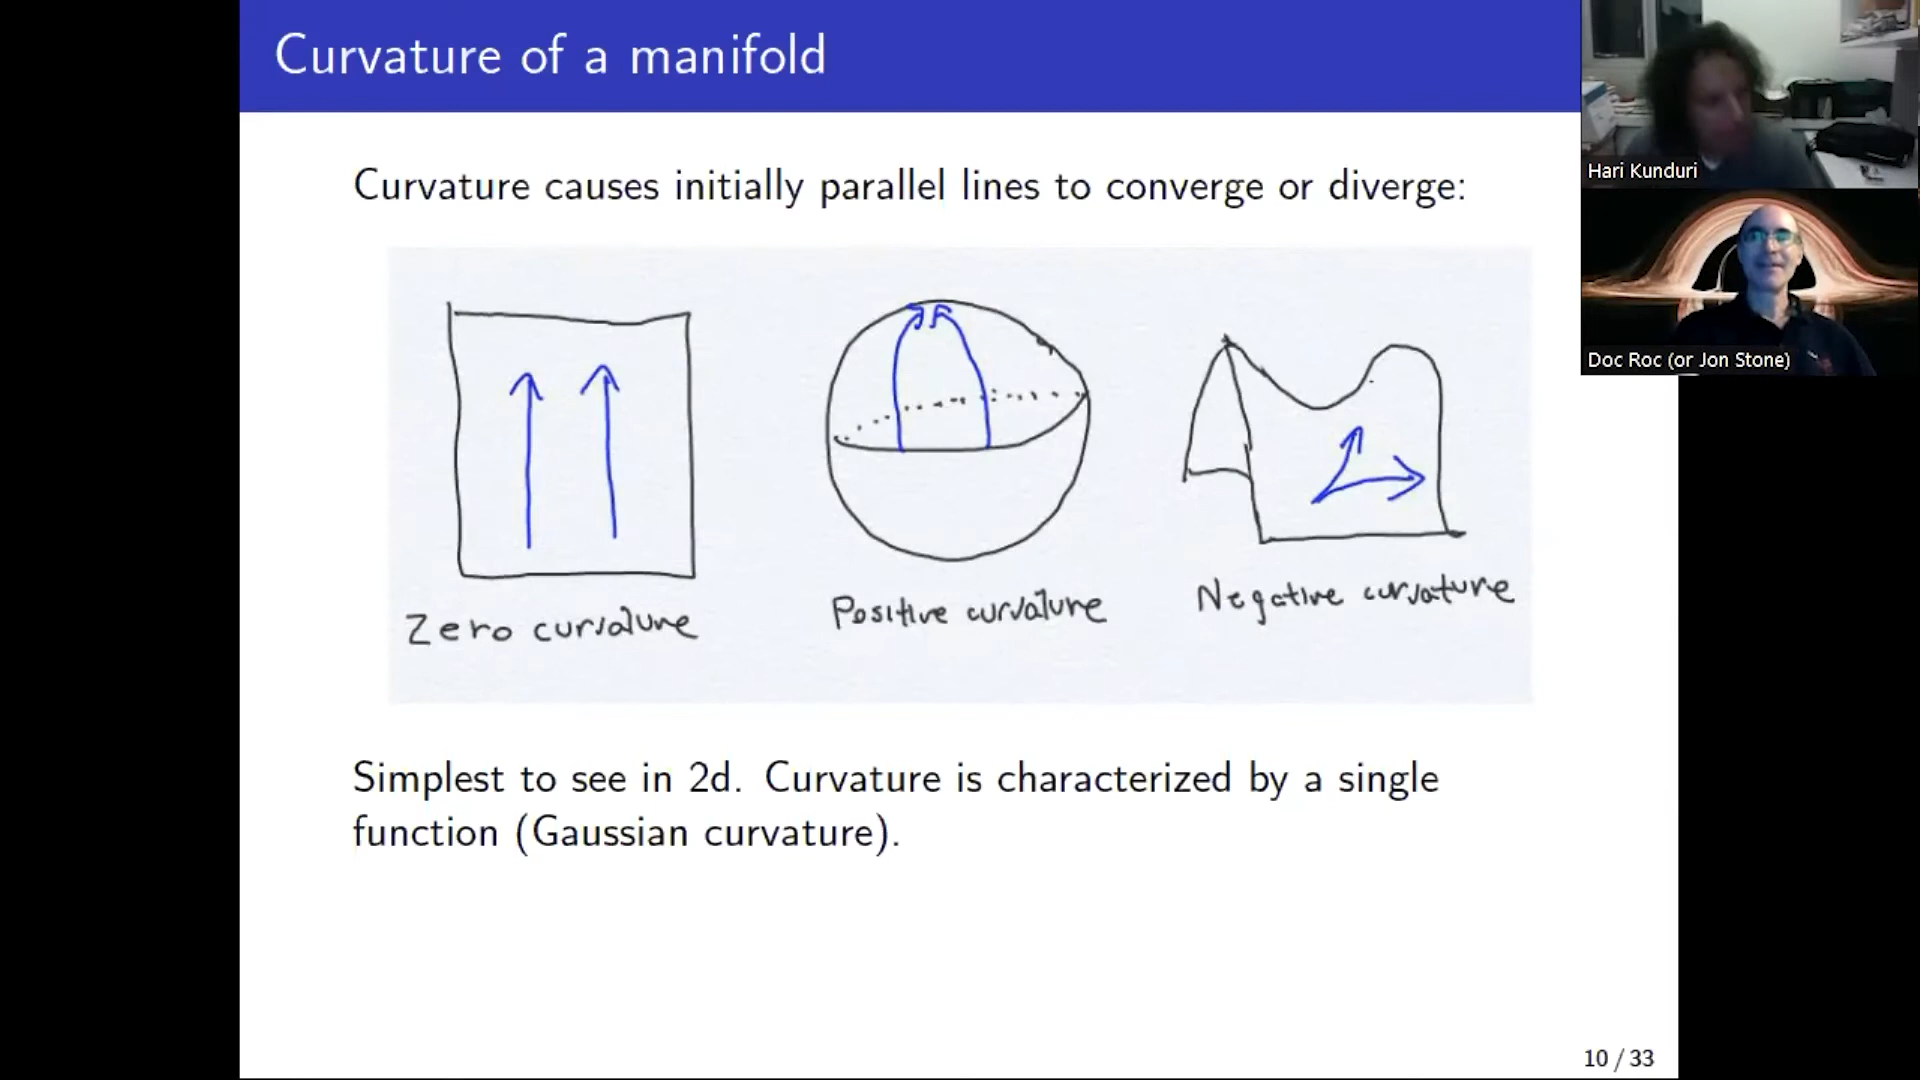 Curvature of a manifold
Curvature causes initially parallel lines to converge or diverge:
Zero curvature
Positive curvature
Negative curvature
Simplest to see in 2d. Curvature is characterized by a single
function (Gaussian curvature).
10 / 33
Hari Kunduri
Doc Roc (or Jon Stone)